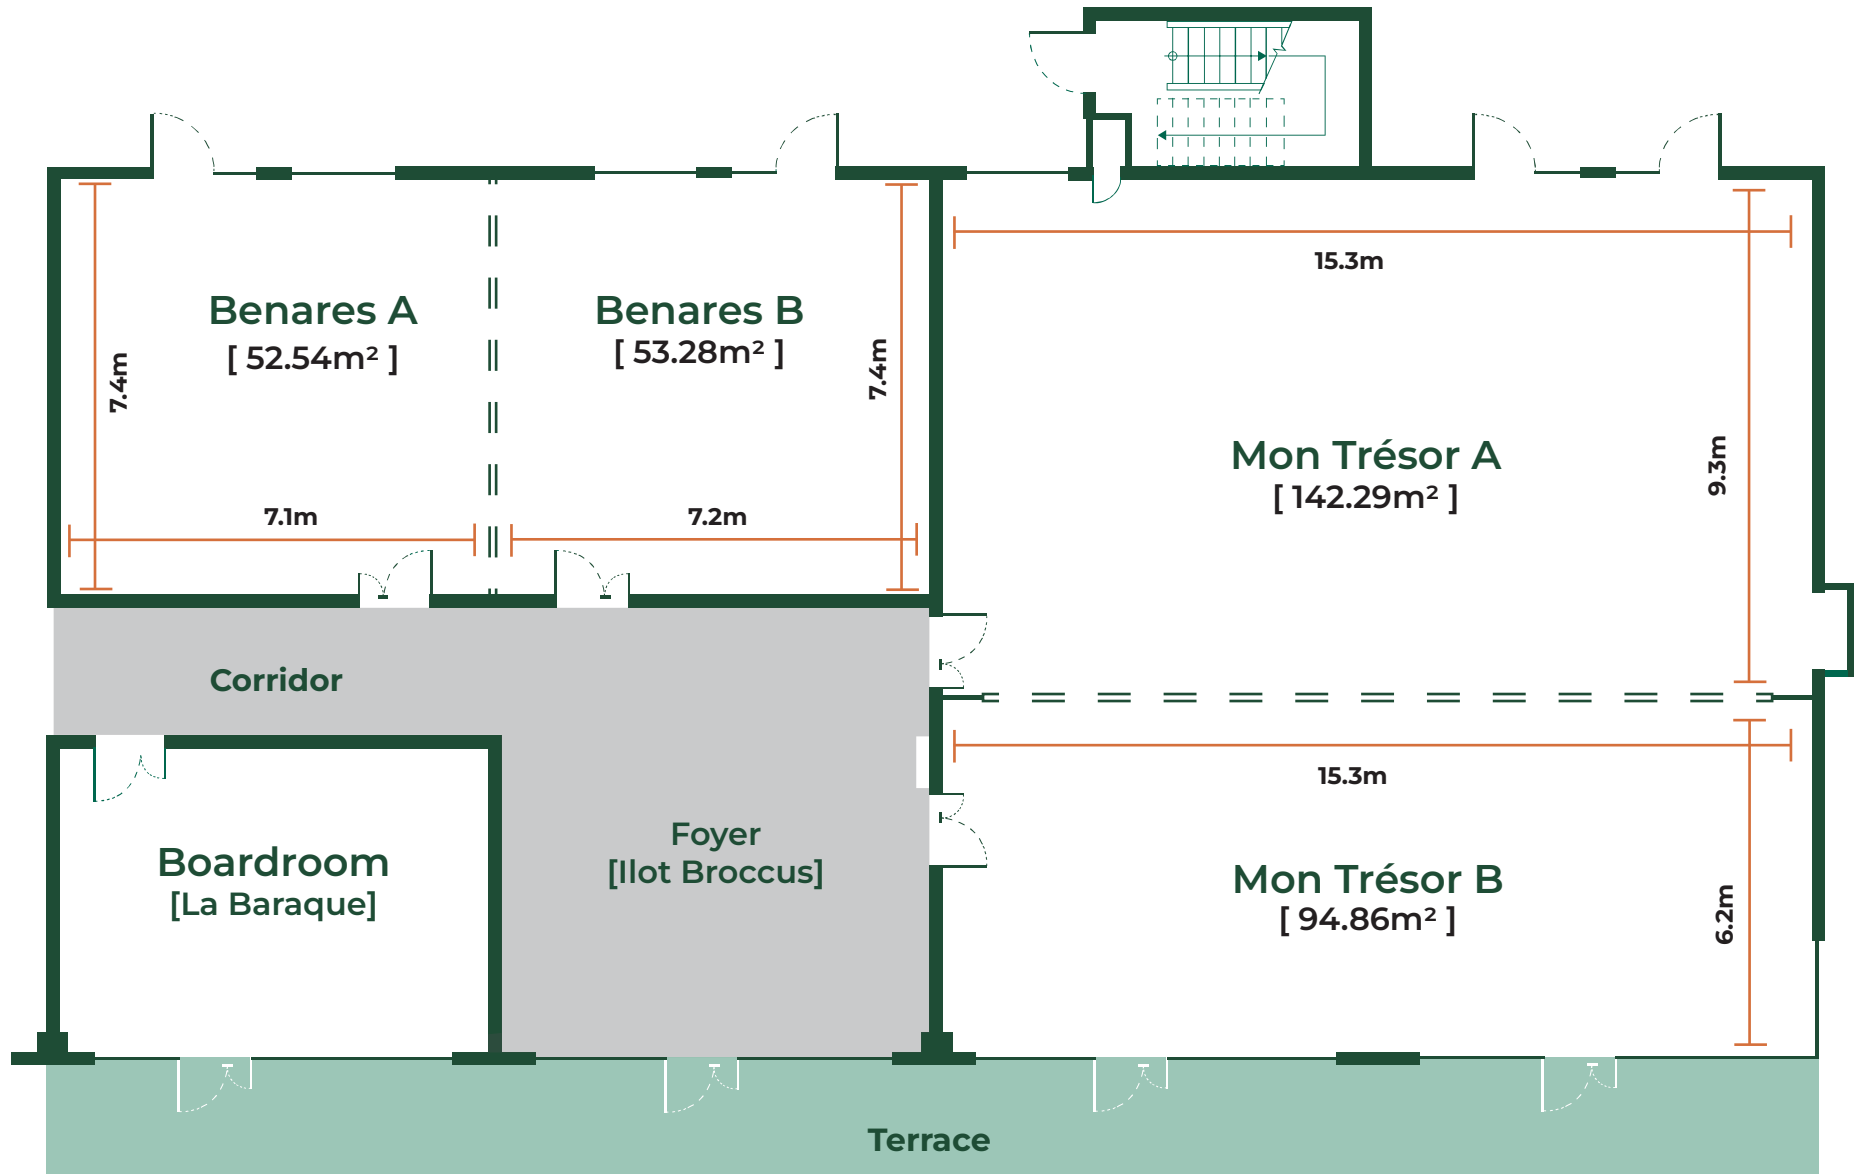 15.3m
Benares A
[ 52.54m² ]
7.4m
7.1m
Benares B
[ 53.28m² ]
7.4m
7.2m
Mon Trésor A
[ 142.29m² ]
9.3m
Corridor
15.3m
Foyer
[Ilot Broccus]
Boardroom
[La Baraque]
Mon Trésor B
[ 94.86m² ]
6.2m
Terrace